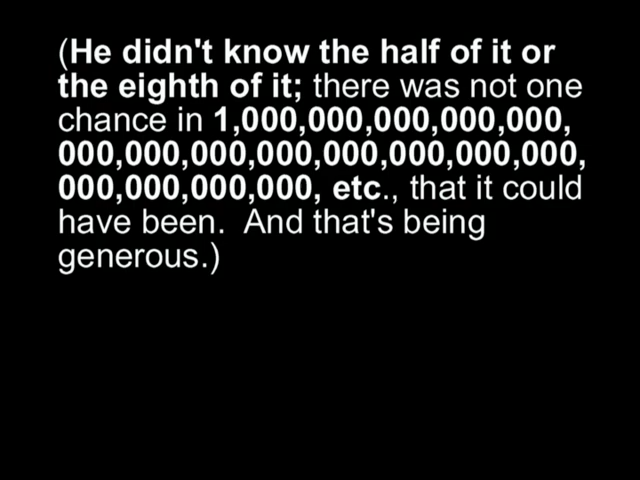 (He didn't know the half of it or
the eighth of it; there was not one
chance in 1,000,000,000,000,000,
000,000,000,000,000,000,000,000,
000,000,000,000, etc., that it could
have been.  And that's being
generous.)